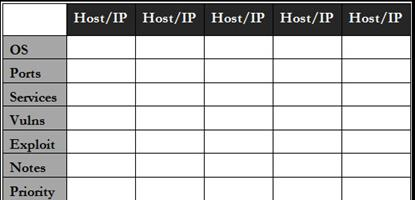 Host/IP Host/IP Host/IP Host/IP Host/IP
OS
Ports
Services
Vulns
Exploit
Notes
Priority